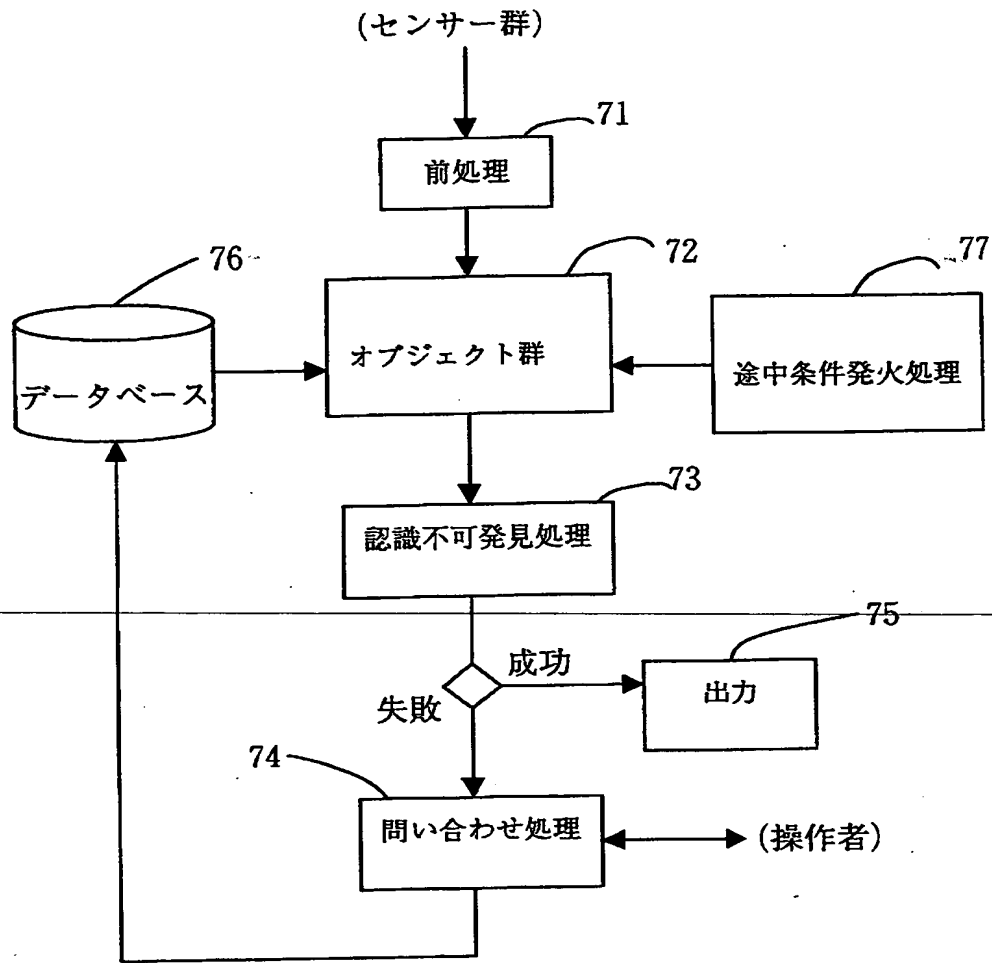 (センサー群)
71
前処理
76
72
77
データベース
オブジェクト群
途中条件発火処理
73
認識不可発見処理
75
成功
出力
失敗
74
問い合わせ処理
(操作者)